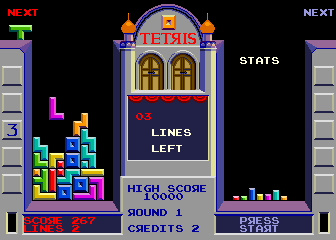 NEXT
NEXT
TETRIS
STATS
03
LINES
LEFT
3
HIGH SCORE
10000
ROUND 1
CREDITS 2
SCORE 267
LINES 2
PRESS
START